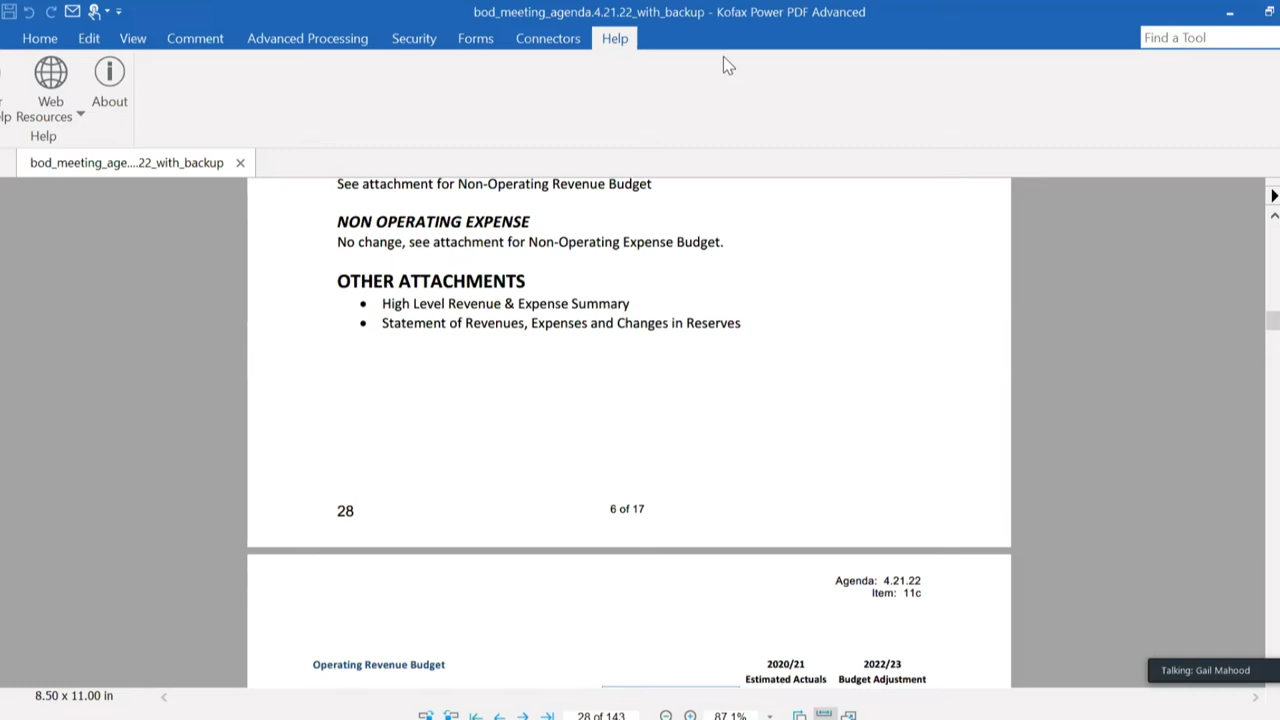 bod_meeting_agenda.4.21.22_with_backup - Kofax Power PDF Advanced
Home Edit View Comment Advanced Processing Security Forms Connectors Help
Find a Tool
Web About
lp Resources
Help
bod_meeting_age....22_with_backup
See attachment for Non-Operating Revenue Budget
NON OPERATING EXPENSE
No change, see attachment for Non-Operating Expense Budget.
OTHER ATTACHMENTS
• High Level Revenue & Expense Summary
• Statement of Revenues, Expenses and Changes in Reserves
28 6 of 17
Agenda: 4.21.22
Item: 11c
Operating Revenue Budget 2020/21 2022/23
Estimated Actuals Budget Adjustment
Talking: Gail Mahood
8.50 x 11.00 in
28 of 143 87.1%